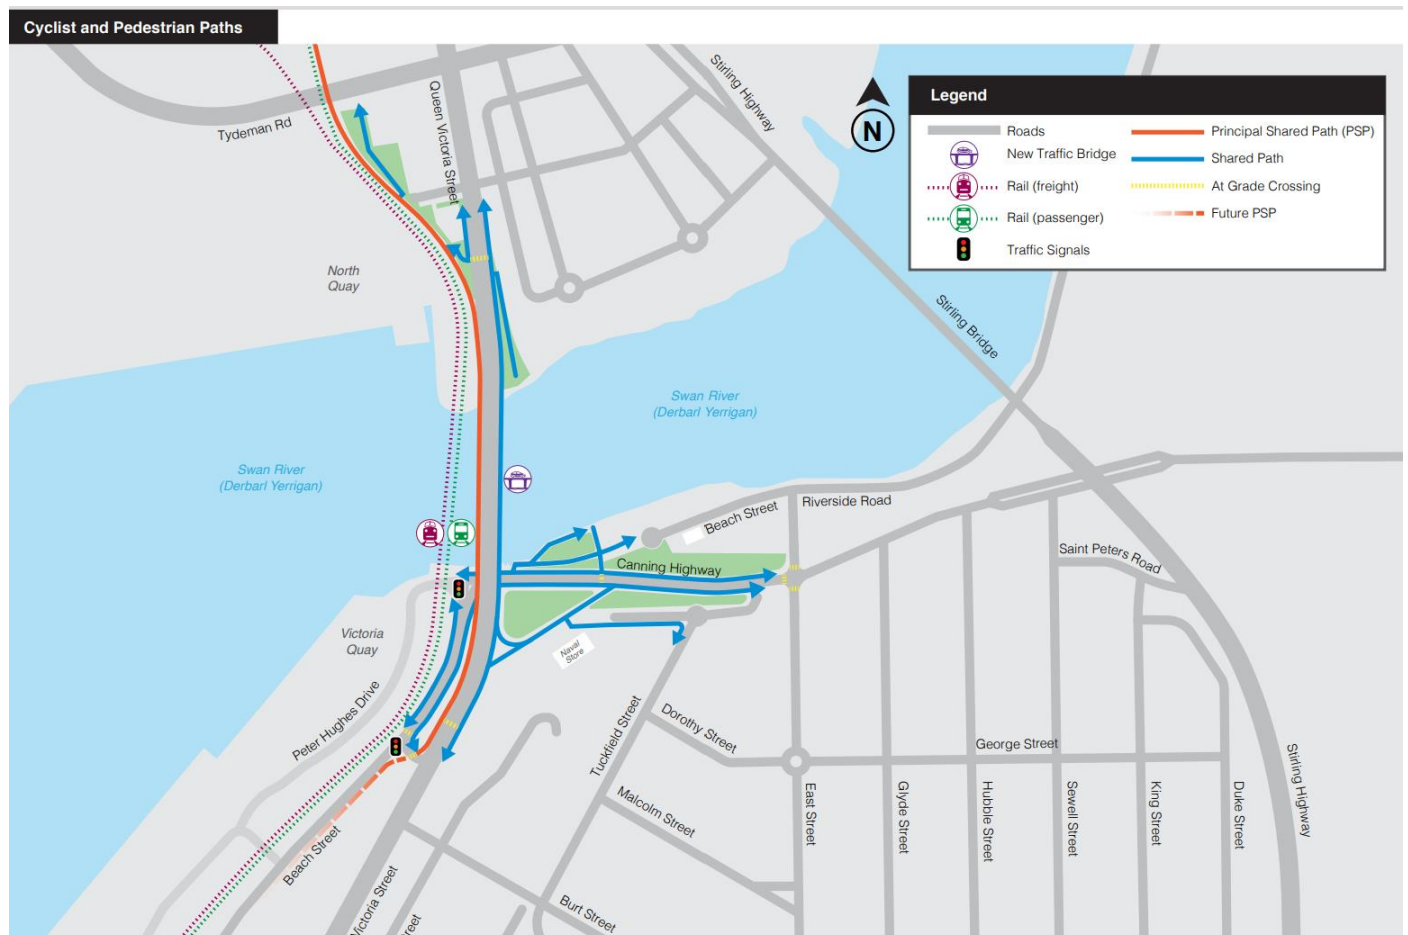 Cyclist and Pedestrian Paths
Tydeman Rd
Queen Victoria Street
Stirling Highway
N
Legend
Roads
New Traffic Bridge
Rail (freight)
Rail (passenger)
Traffic Signals
Principal Shared Path (PSP)
Shared Path
At Grade Crossing
Future PSP
North
Quay
Stirling Bridge
Swan River
(Derbarl Yerrigan)
Swan River
(Derbarl Yerrigan)
Riverside Road
Beach Street
Canning Highway
Saint Peters Road
Victoria
Quay
Naval
Store
Peter Hughes Drive
Tuckfield Street
Dorothy Street
George Street
Malcolm Street
East Street
Glyde Street
Hubble Street
Sewell Street
King Street
Duke Street
Stirling Highway
Beach Street
Victoria Street
reet
Burt Street